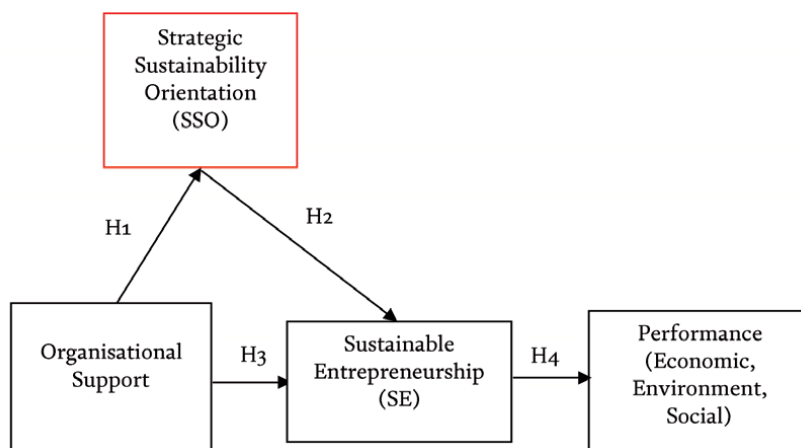 Strategic
Sustainability
Orientation
(SSO)
H1
H2
Organisational
Support
H3
Sustainable
Entrepreneurship
(SE)
H4
Performance
(Economic,
Environment,
Social)